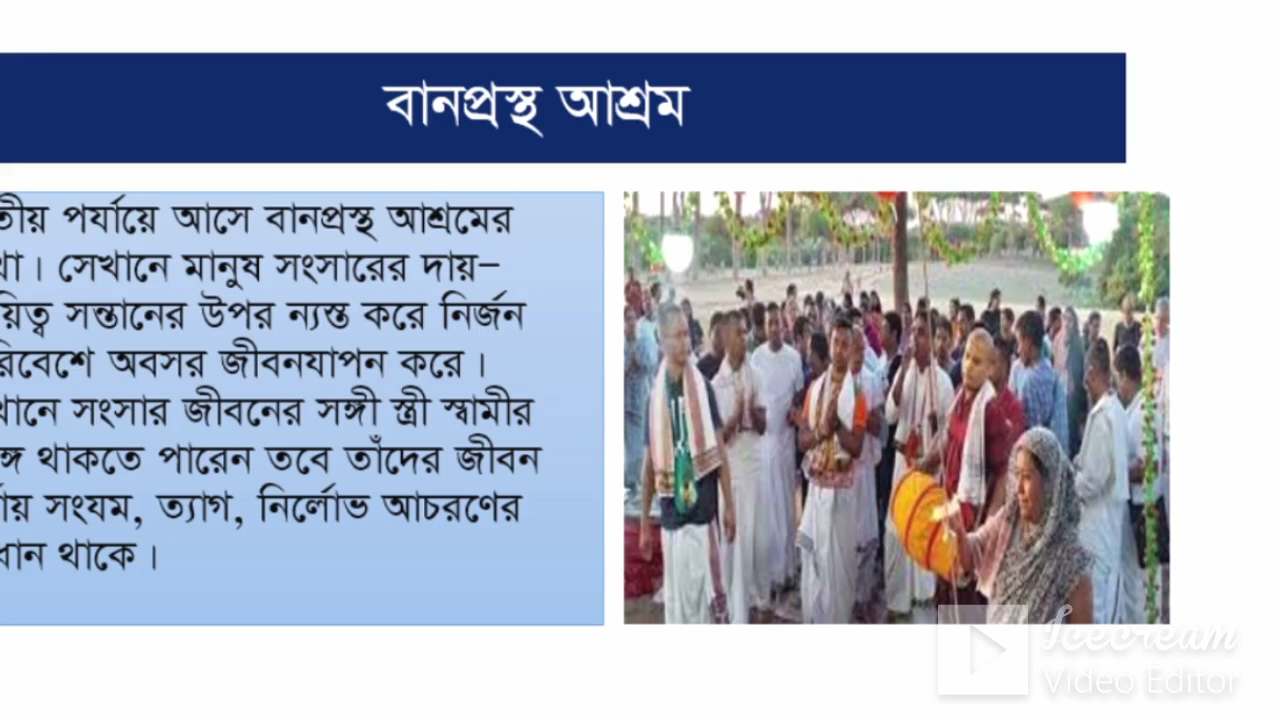 বানপ্রস্থ আশ্রম
তীয় পর্যায়ে আসে বানপ্রস্থ আশ্রমের
থা। সেখানে মানুষ সংসারের দায়-
য়িত্ব সন্তানের উপর ন্যস্ত করে নির্জন
রিবেশে অবসর জীবনযাপন করে।
খানে সংসার জীবনের সঙ্গী স্ত্রী স্বামীর
ঙ্গে থাকতে পারেন তবে তাঁদের জীবন
সংযম, ত্যাগ, নির্লোভ আচরণের
ধান থাকে।
Icecream
Video Editor